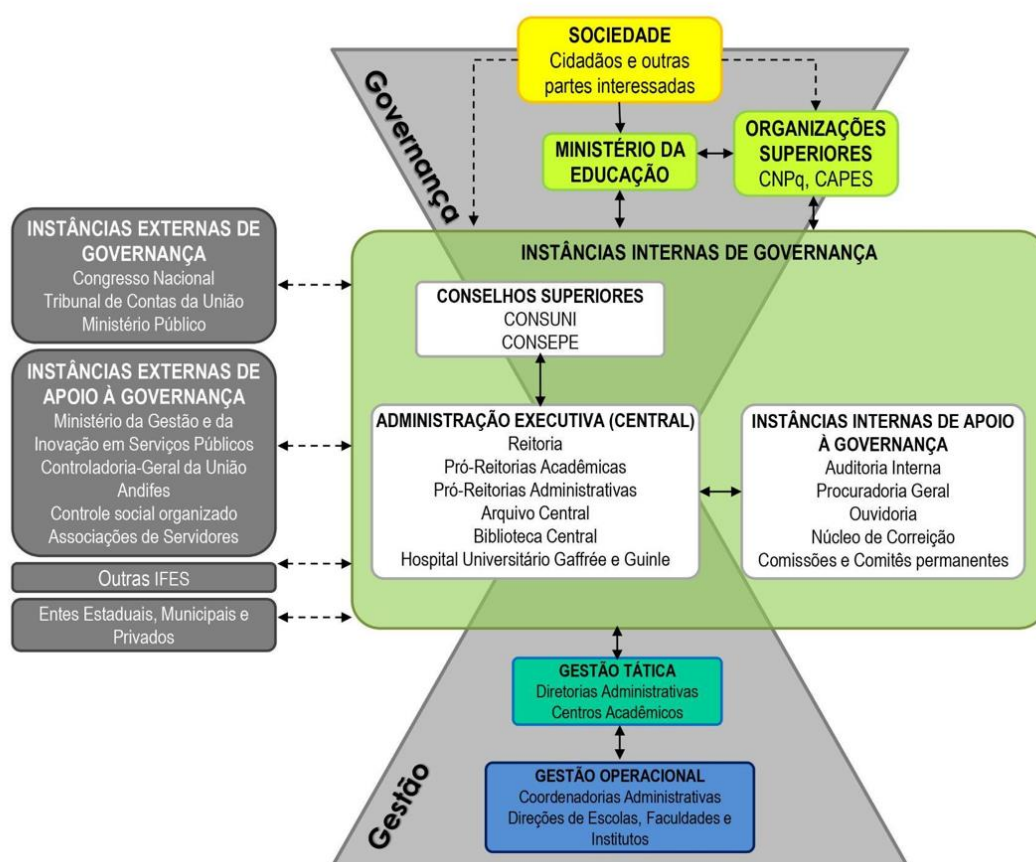 SOCIEDADE
Cidadãos e outras
partes interessadas
Governança
MINISTÉRIO DA
EDUCAÇÃO
ORGANIZAÇÕES
SUPERIORES
CNPq, CAPES
INSTÂNCIAS EXTERNAS DE
GOVERNANÇA
Congresso Nacional
Tribunal de Contas da União
Ministério Público
INSTÂNCIAS EXTERNAS DE
APOIO À GOVERNANÇA
Ministério da Gestão e da
Inovação em Serviços Públicos
Controladoria-Geral da União
Andifes
Controle social organizado
Associações de Servidores
Outras IFES
Entes Estaduais, Municipais e
Privados
INSTÂNCIAS INTERNAS DE GOVERNANÇA
CONSELHOS SUPERIORES
CONSUNI
CONSEPE
ADMINISTRAÇÃO EXECUTIVA (CENTRAL)
Reitoria
Pró-Reitorias Acadêmicas
Pró-Reitorias Administrativas
Arquivo Central
Biblioteca Central
Hospital Universitário Gaffrée e Guinle
INSTÂNCIAS INTERNAS DE APOIO
À GOVERNANÇA
Auditoria Interna
Procuradoria Geral
Ouvidoria
Núcleo de Correição
Comissões e Comitês permanentes
GESTÃO TÁTICA
Diretorias Administrativas
Centros Acadêmicos
GESTÃO OPERACIONAL
Coordenadorias Administrativas
Direções de Escolas, Faculdades e
Institutos
Gestão